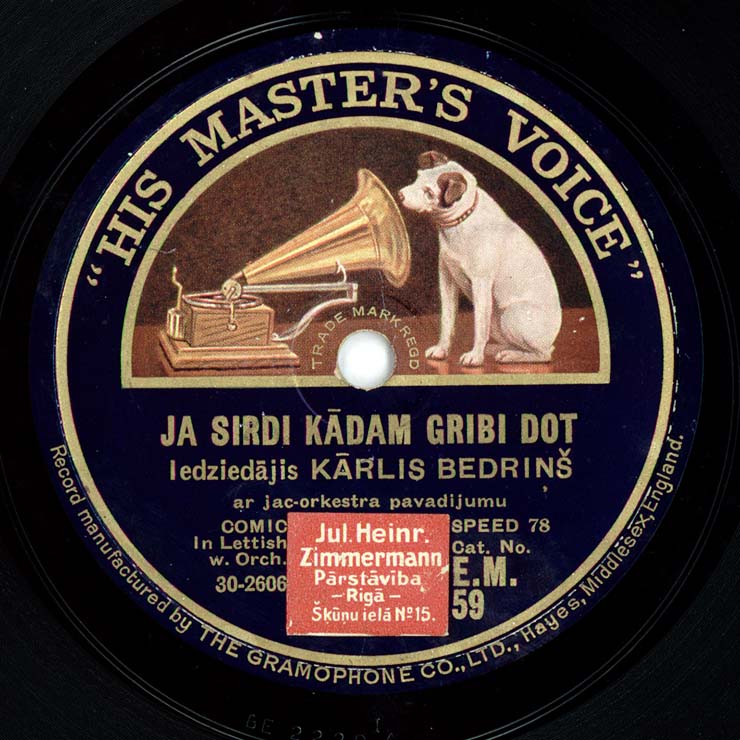 “HIS MASTER'S VOICE”
TRADE MARK REGD
JA SIRDI KĀDAM GRIBI DOT
Iedziedājis KĀRLIS BEDRIŅŠ
ar jac-orkestra pavadijumu
COMIC
In Lettish
w. Orch.
30-2606
Jul. Heinr.
Zimmermann
Pārstāvība
—Rigā—
Šķūņu ielā № 15.
SPEED 78
Cat. No.
E.M.
59
Record manufactured by THE GRAMOPHONE CO., LTD., Hayes, Middlesex, England.